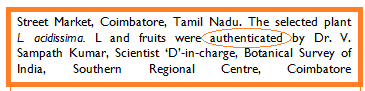 Street Market, Coimbatore, Tamil Nadu. The selected plant
L acidissima. L and fruits were authenticated by Dr. V.
Sampath Kumar, Scientist ‘D’-in-charge, Botanical Survey of
India, Southern Regional Centre, Coimbatore